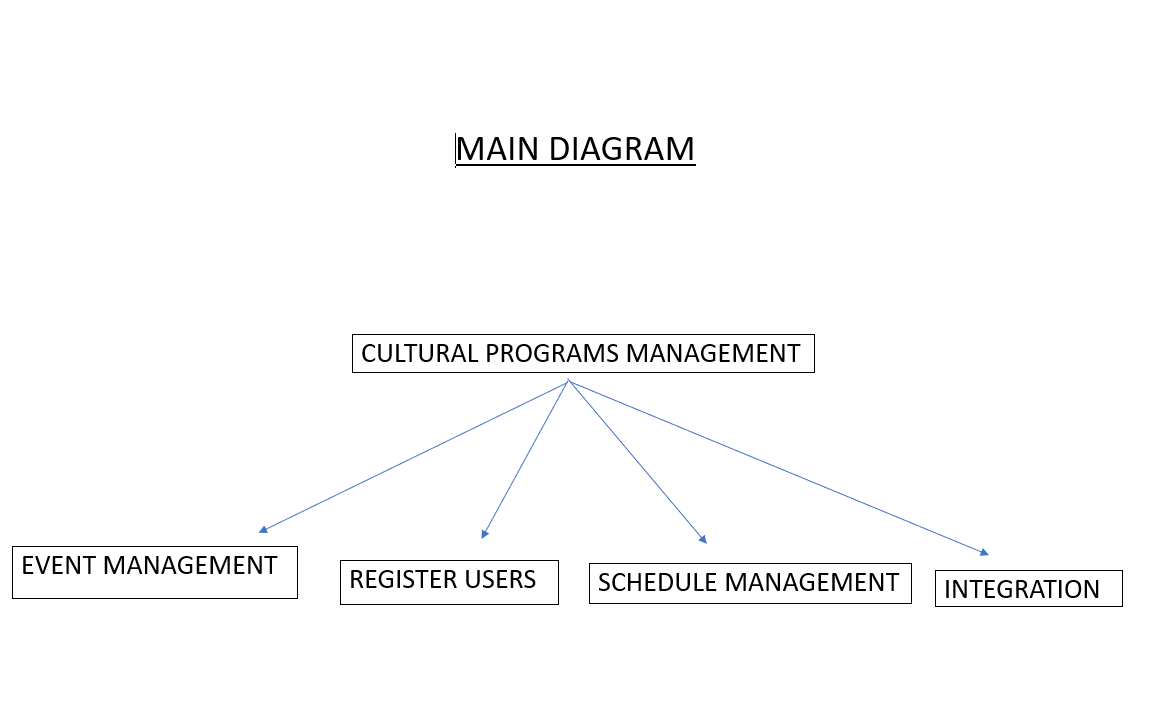 MAIN DIAGRAM
CULTURAL PROGRAMS MANAGEMENT
EVENT MANAGEMENT
REGISTER USERS
SCHEDULE MANAGEMENT
INTEGRATION